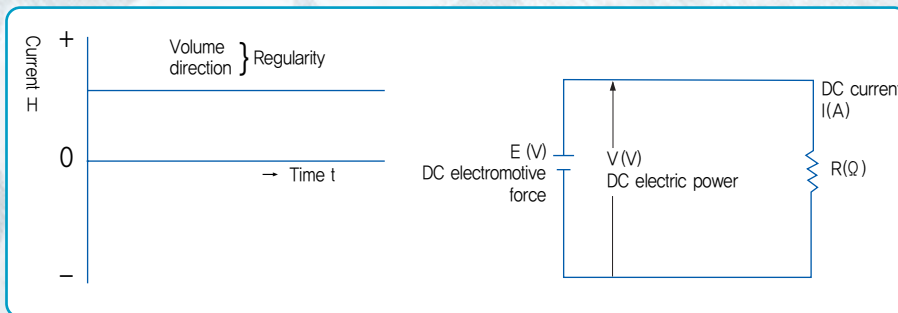 Current H
+
0
−
Volume
direction } Regularity
→ Time t
E (V)
DC electromotive
force
V (V)
DC electric power
DC current
I(A)
R(Ω)